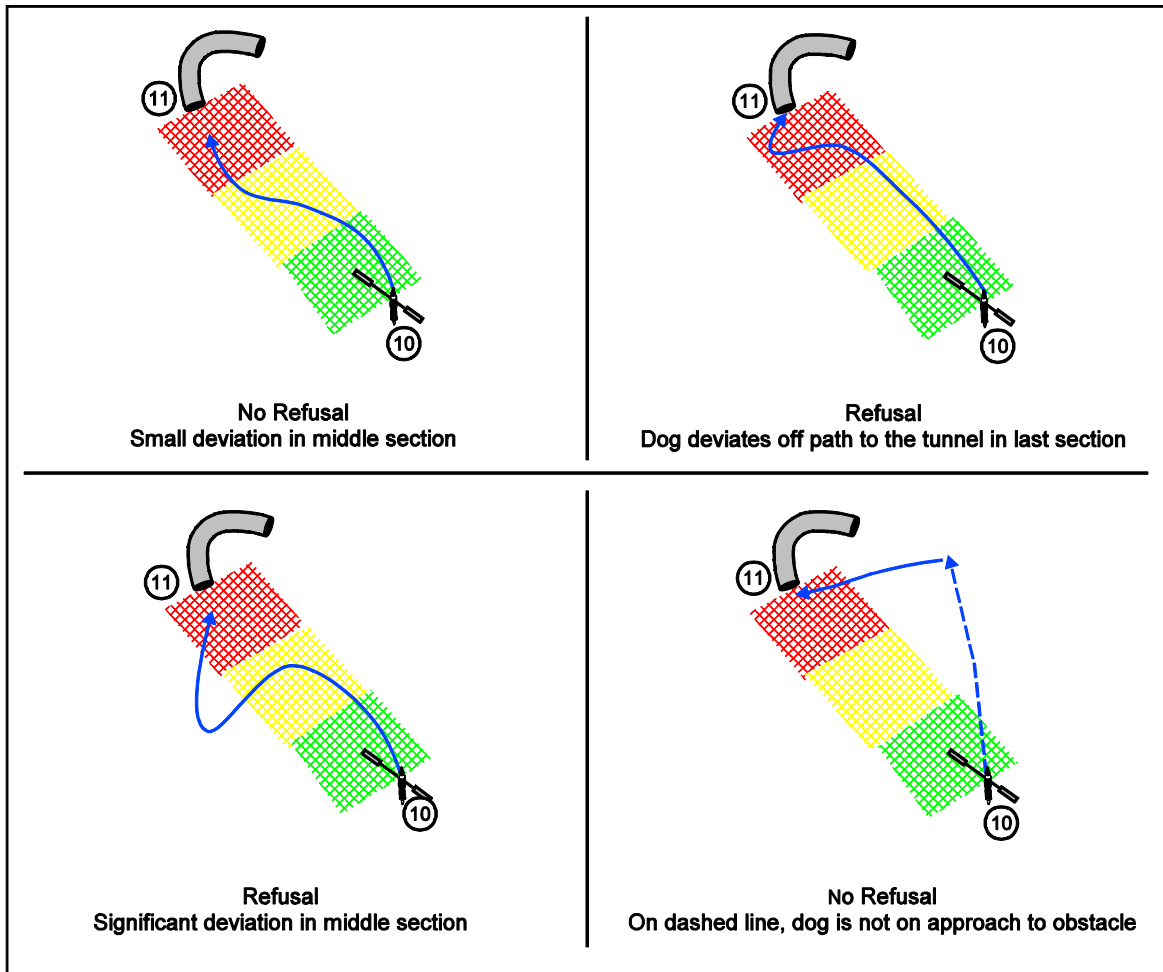 11
10
No Refusal
Small deviation in middle section
11
10
Refusal
Dog deviates off path to the tunnel in last section
11
10
Refusal
Significant deviation in middle section
11
10
No Refusal
On dashed line, dog is not on approach to obstacle